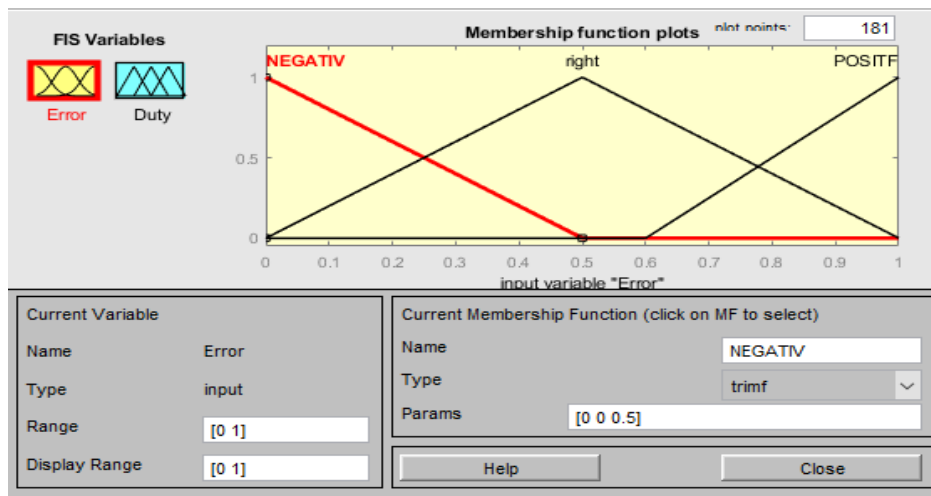 FIS Variables
Error Duty
Membership function plots plot points: 181
NEGATIV right POSITF
1
0.5
0
0 0.1 0.2 0.3 0.4 0.5 0.6 0.7 0.8 0.9 1
input variable "Error"
Current Variable
Name Error
Type input
Range [0 1]
Display Range [0 1]
Current Membership Function (click on MF to select)
Name NEGATIV
Type trimf
Params [0 0 0.5]
Help Close